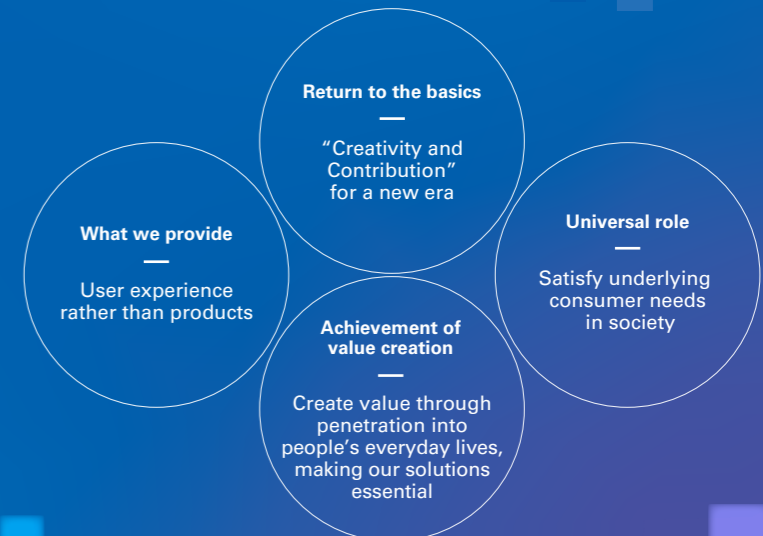 Return to the basics
“Creativity and
Contribution”
for a new era
What we provide
User experience
rather than products
Universal role
Satisfy underlying
consumer needs
in society
Achievement of
value creation
Create value through
penetration into
people’s everyday lives,
making our solutions
essential